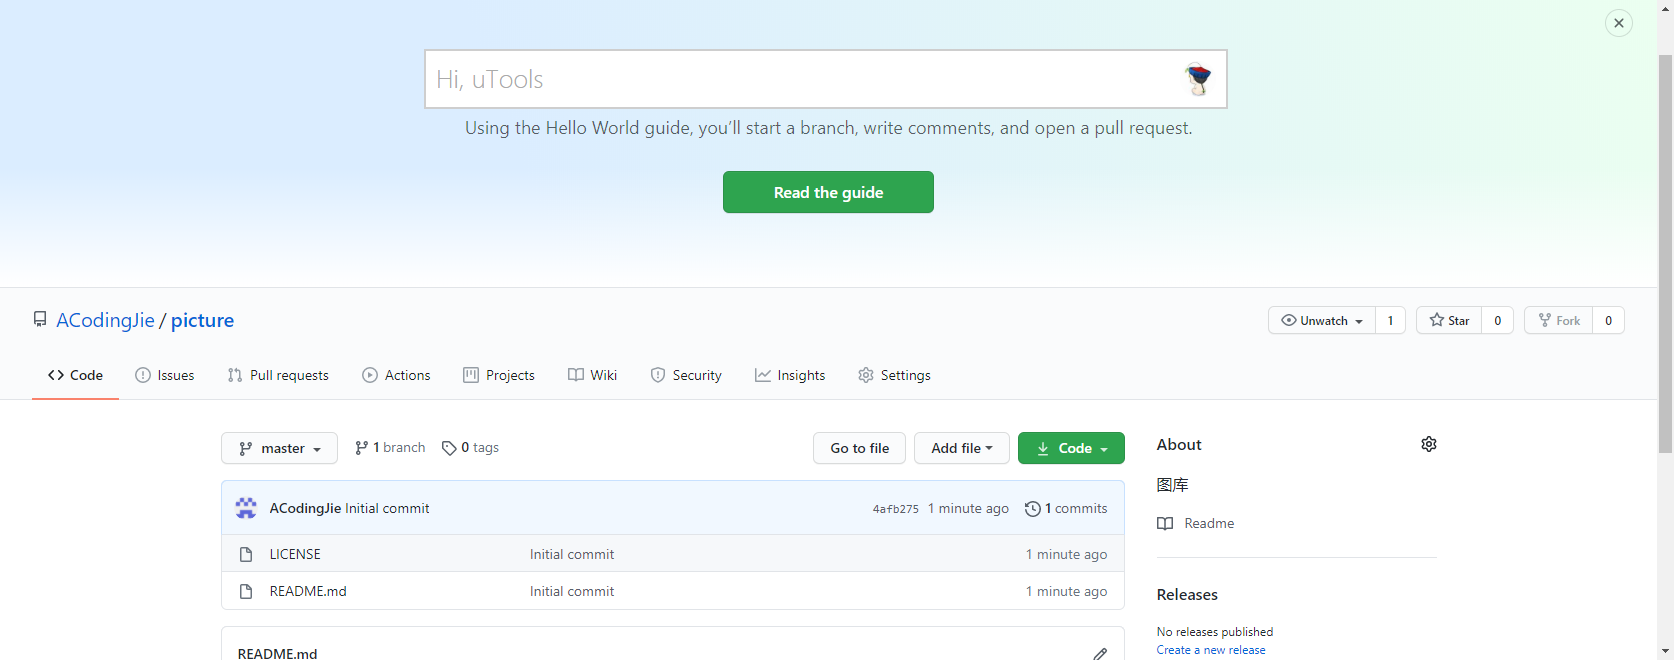 Hi, uTools
Using the Hello World guide, you’ll start a branch, write comments, and open a pull request.
Read the guide
ACodingJie / picture
Unwatch 1 Star 0 Fork 0
Code Issues Pull requests Actions Projects Wiki Security Insights Settings
master 1 branch 0 tags Go to file Add file Code
ACodingJie Initial commit 4afb275 1 minute ago 1 commits
LICENSE Initial commit 1 minute ago
README.md Initial commit 1 minute ago
README.md
About
图库
Readme
Releases
No releases published
Create a new release